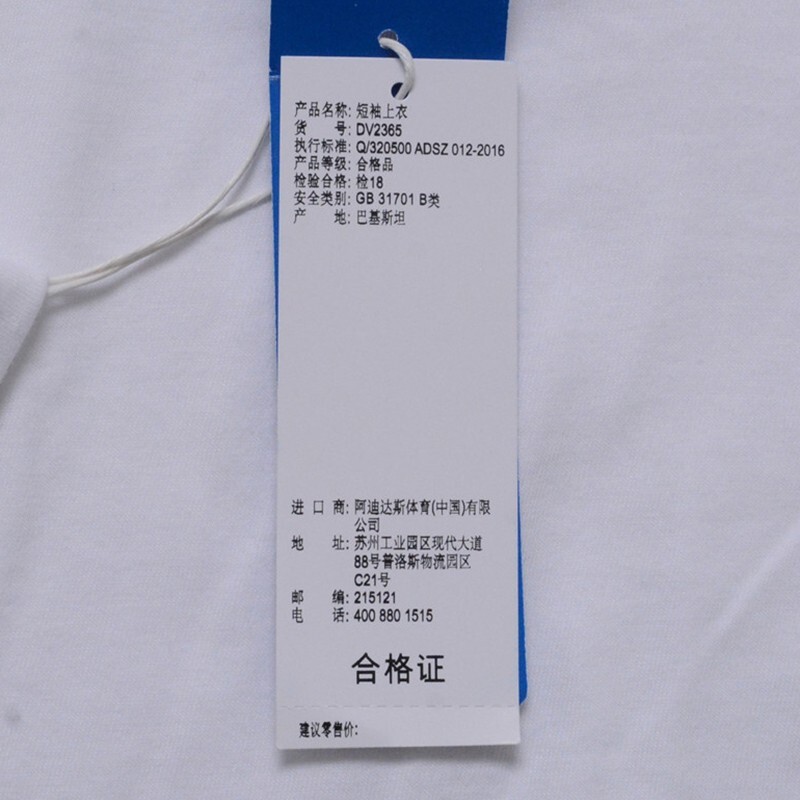 产品名称: 短袖上衣
货 号: DV2365
执行标准: Q/320500 ADSZ 012-2016
产品等级: 合格品
检验合格: 检18
安全类别: GB 31701 B类
产 地: 巴基斯坦
进 口 商: 阿迪达斯体育(中国)有限
公司
地 址: 苏州工业园区现代大道
88号普洛斯物流园区
C21号
邮 编: 215121
电 话: 400 880 1515
合格证
建议零售价: